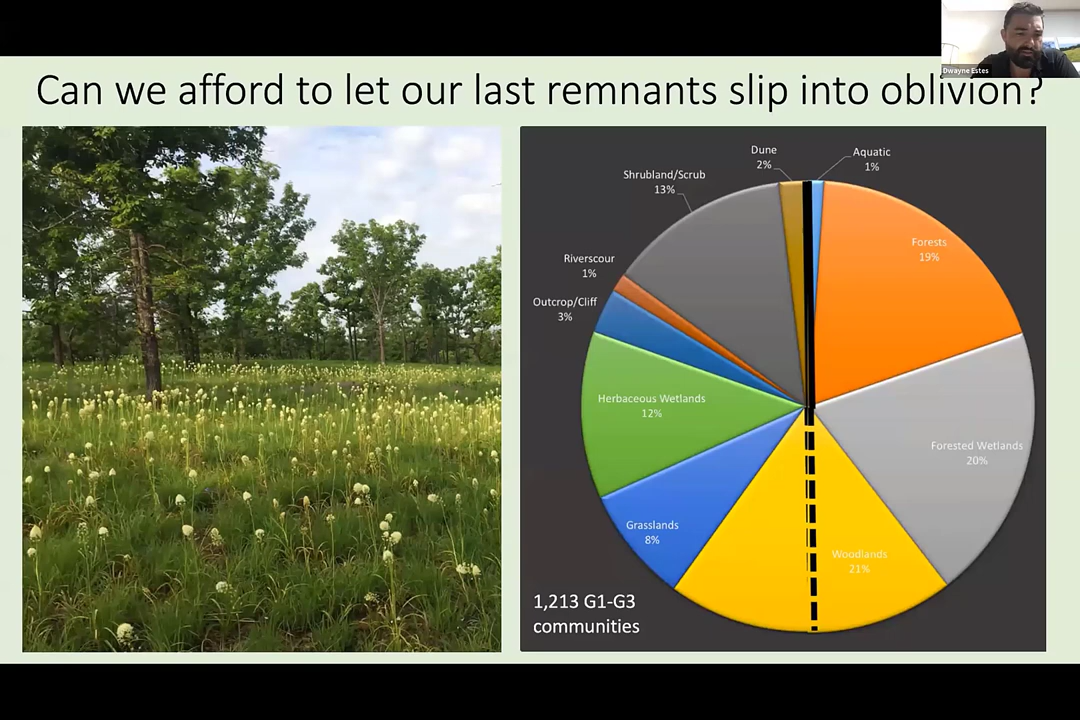 Dwayne Estes
Can we afford to let our last remnants slip into oblivion?
Dune
2%
Aquatic
1%
Shrubland/Scrub
13%
Forests
19%
Riverscour
1%
Outcrop/Cliff
3%
Herbaceous Wetlands
12%
Forested Wetlands
20%
Grasslands
8%
Woodlands
21%
1,213 G1-G3
communities